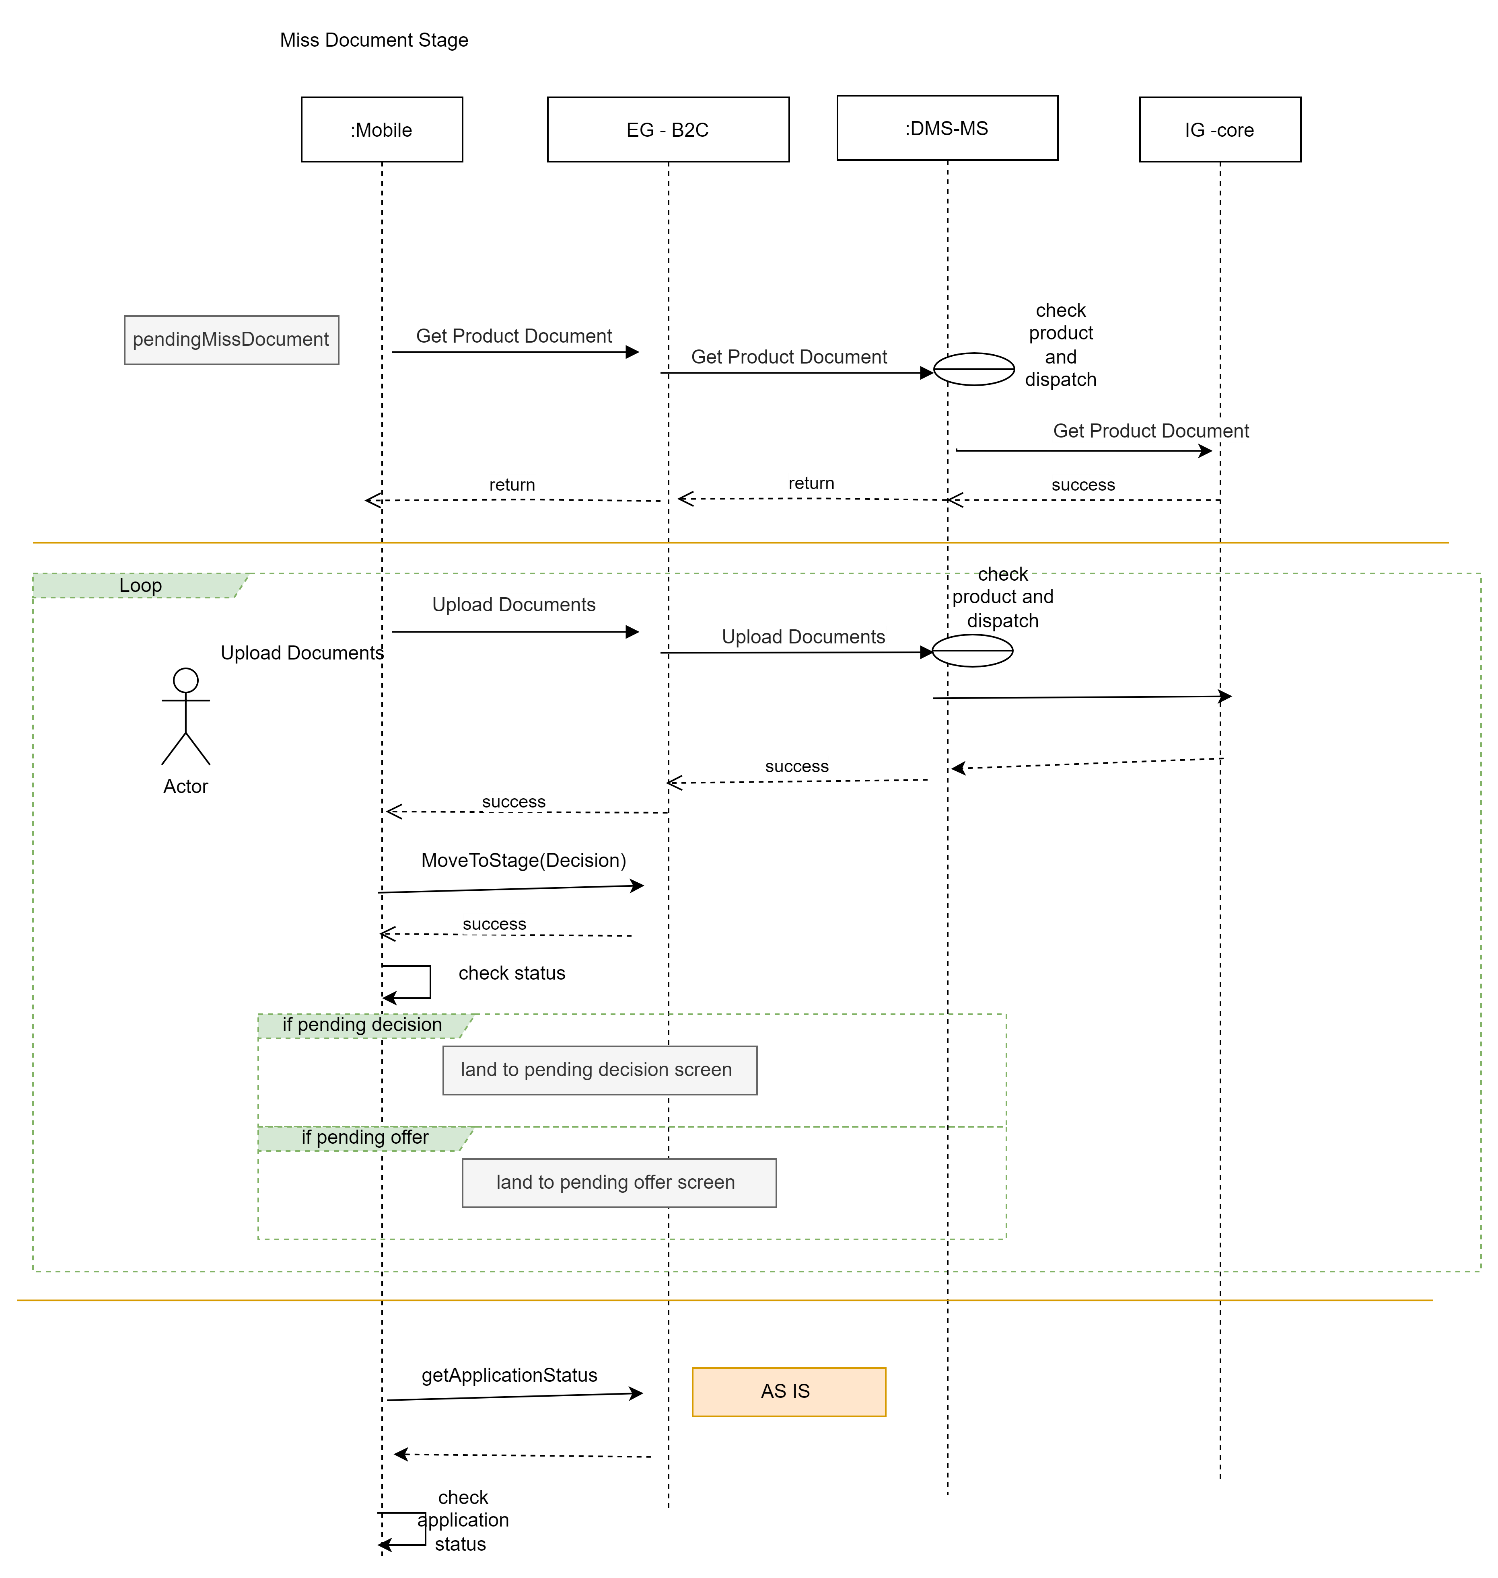 Miss Document Stage
:Mobile
EG - B2C
:DMS-MS
IG -core
pendingMissDocument
Get Product Document
Get Product Document
check
product
and
dispatch
Get Product Document
return
return
success
Loop
check
product and
dispatch
Upload Documents
Upload Documents
Upload Documents
Actor
success
success
MoveToStage(Decision)
success
check status
if pending decision
land to pending decision screen
if pending offer
land to pending offer screen
getApplicationStatus
AS IS
check
application
status